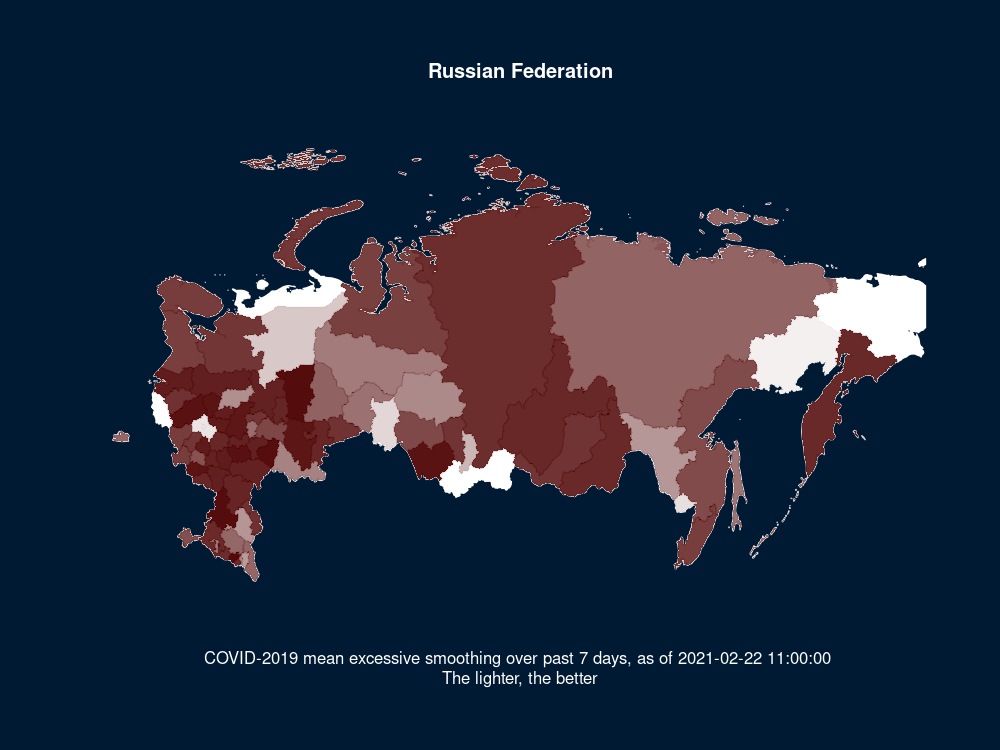 Russian Federation
COVID-2019 mean excessive smoothing over past 7 days, as of 2021-02-22 11:00:00
The lighter, the better